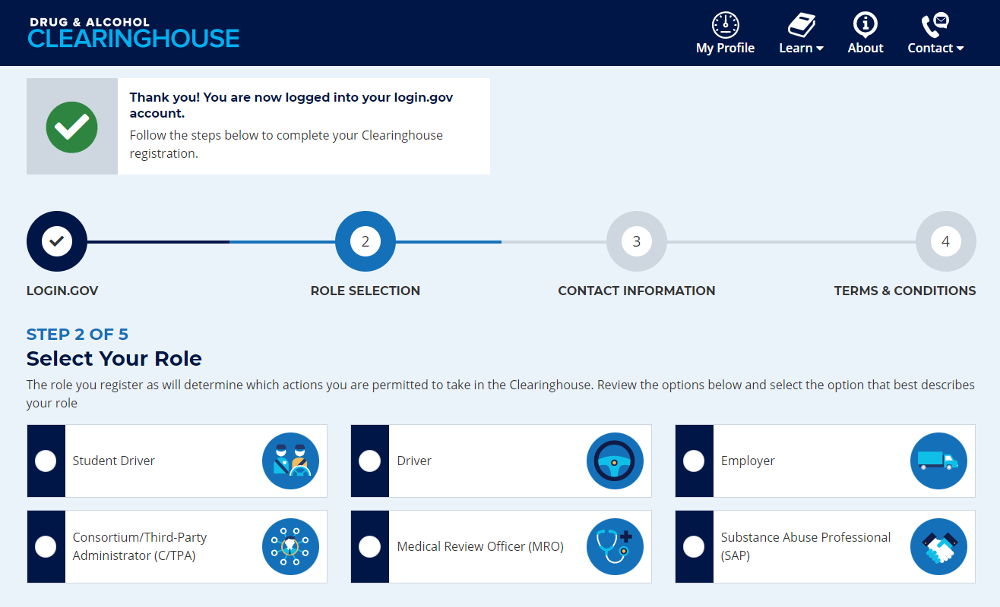 DRUG & ALCOHOL
CLEARINGHOUSE
My Profile
Learn
About
Contact
Thank you! You are now logged into your login.gov
account.
Follow the steps below to complete your Clearinghouse
registration.
2
3
4
LOGIN.GOV
ROLE SELECTION
CONTACT INFORMATION
TERMS & CONDITIONS
STEP 2 OF 5
Select Your Role
The role you register as will determine which actions you are permitted to take in the Clearinghouse. Review the options below and select the option that best describes
your role
Student Driver
Driver
Employer
Consortium/Third-Party
Administrator (C/TPA)
Medical Review Officer (MRO)
Substance Abuse Professional
(SAP)